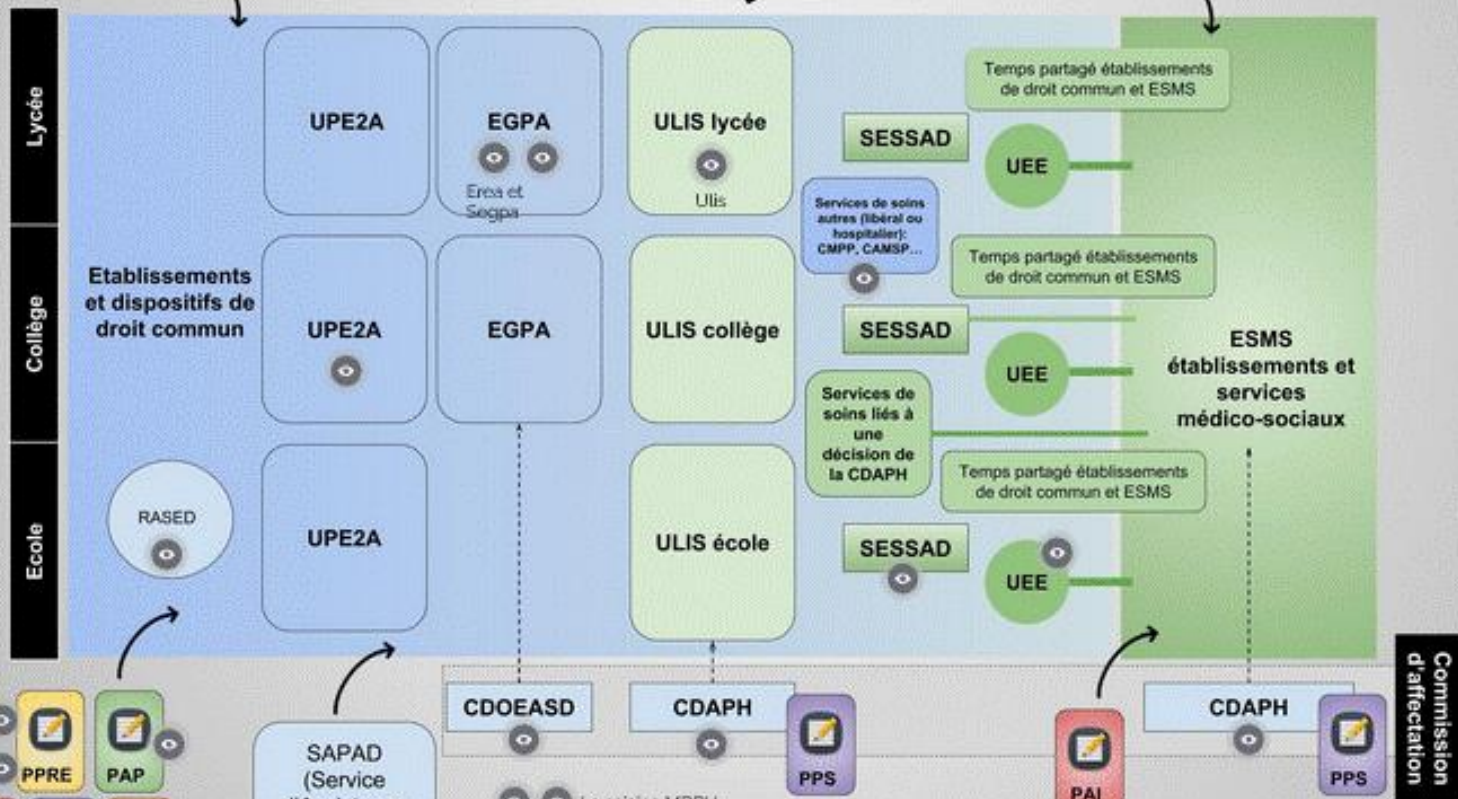 Lycée
Collège
Ecole
Etablissements
et dispositifs de
droit commun
RASED
UPE2A
UPE2A
UPE2A
EGPA
Erea et
Segpa
EGPA
ULIS lycée
Ulis
ULIS collège
ULIS école
SESSAD
Services de soins
autres (libéral ou
hospitalier):
CMPP, CAMSP...
SESSAD
Services de
soins liés à
une
décision de
la CDAPH
SESSAD
Temps partagé établissements
de droit commun et ESMS
UEE
Temps partagé établissements
de droit commun et ESMS
UEE
Temps partagé établissements
de droit commun et ESMS
UEE
ESMS
établissements et
services
médico-sociaux
PPRE
PAP
SAPAD
(Service
CDOEASD
CDAPH
PPS
PAI
CDAPH
PPS
Commission
d'affectation